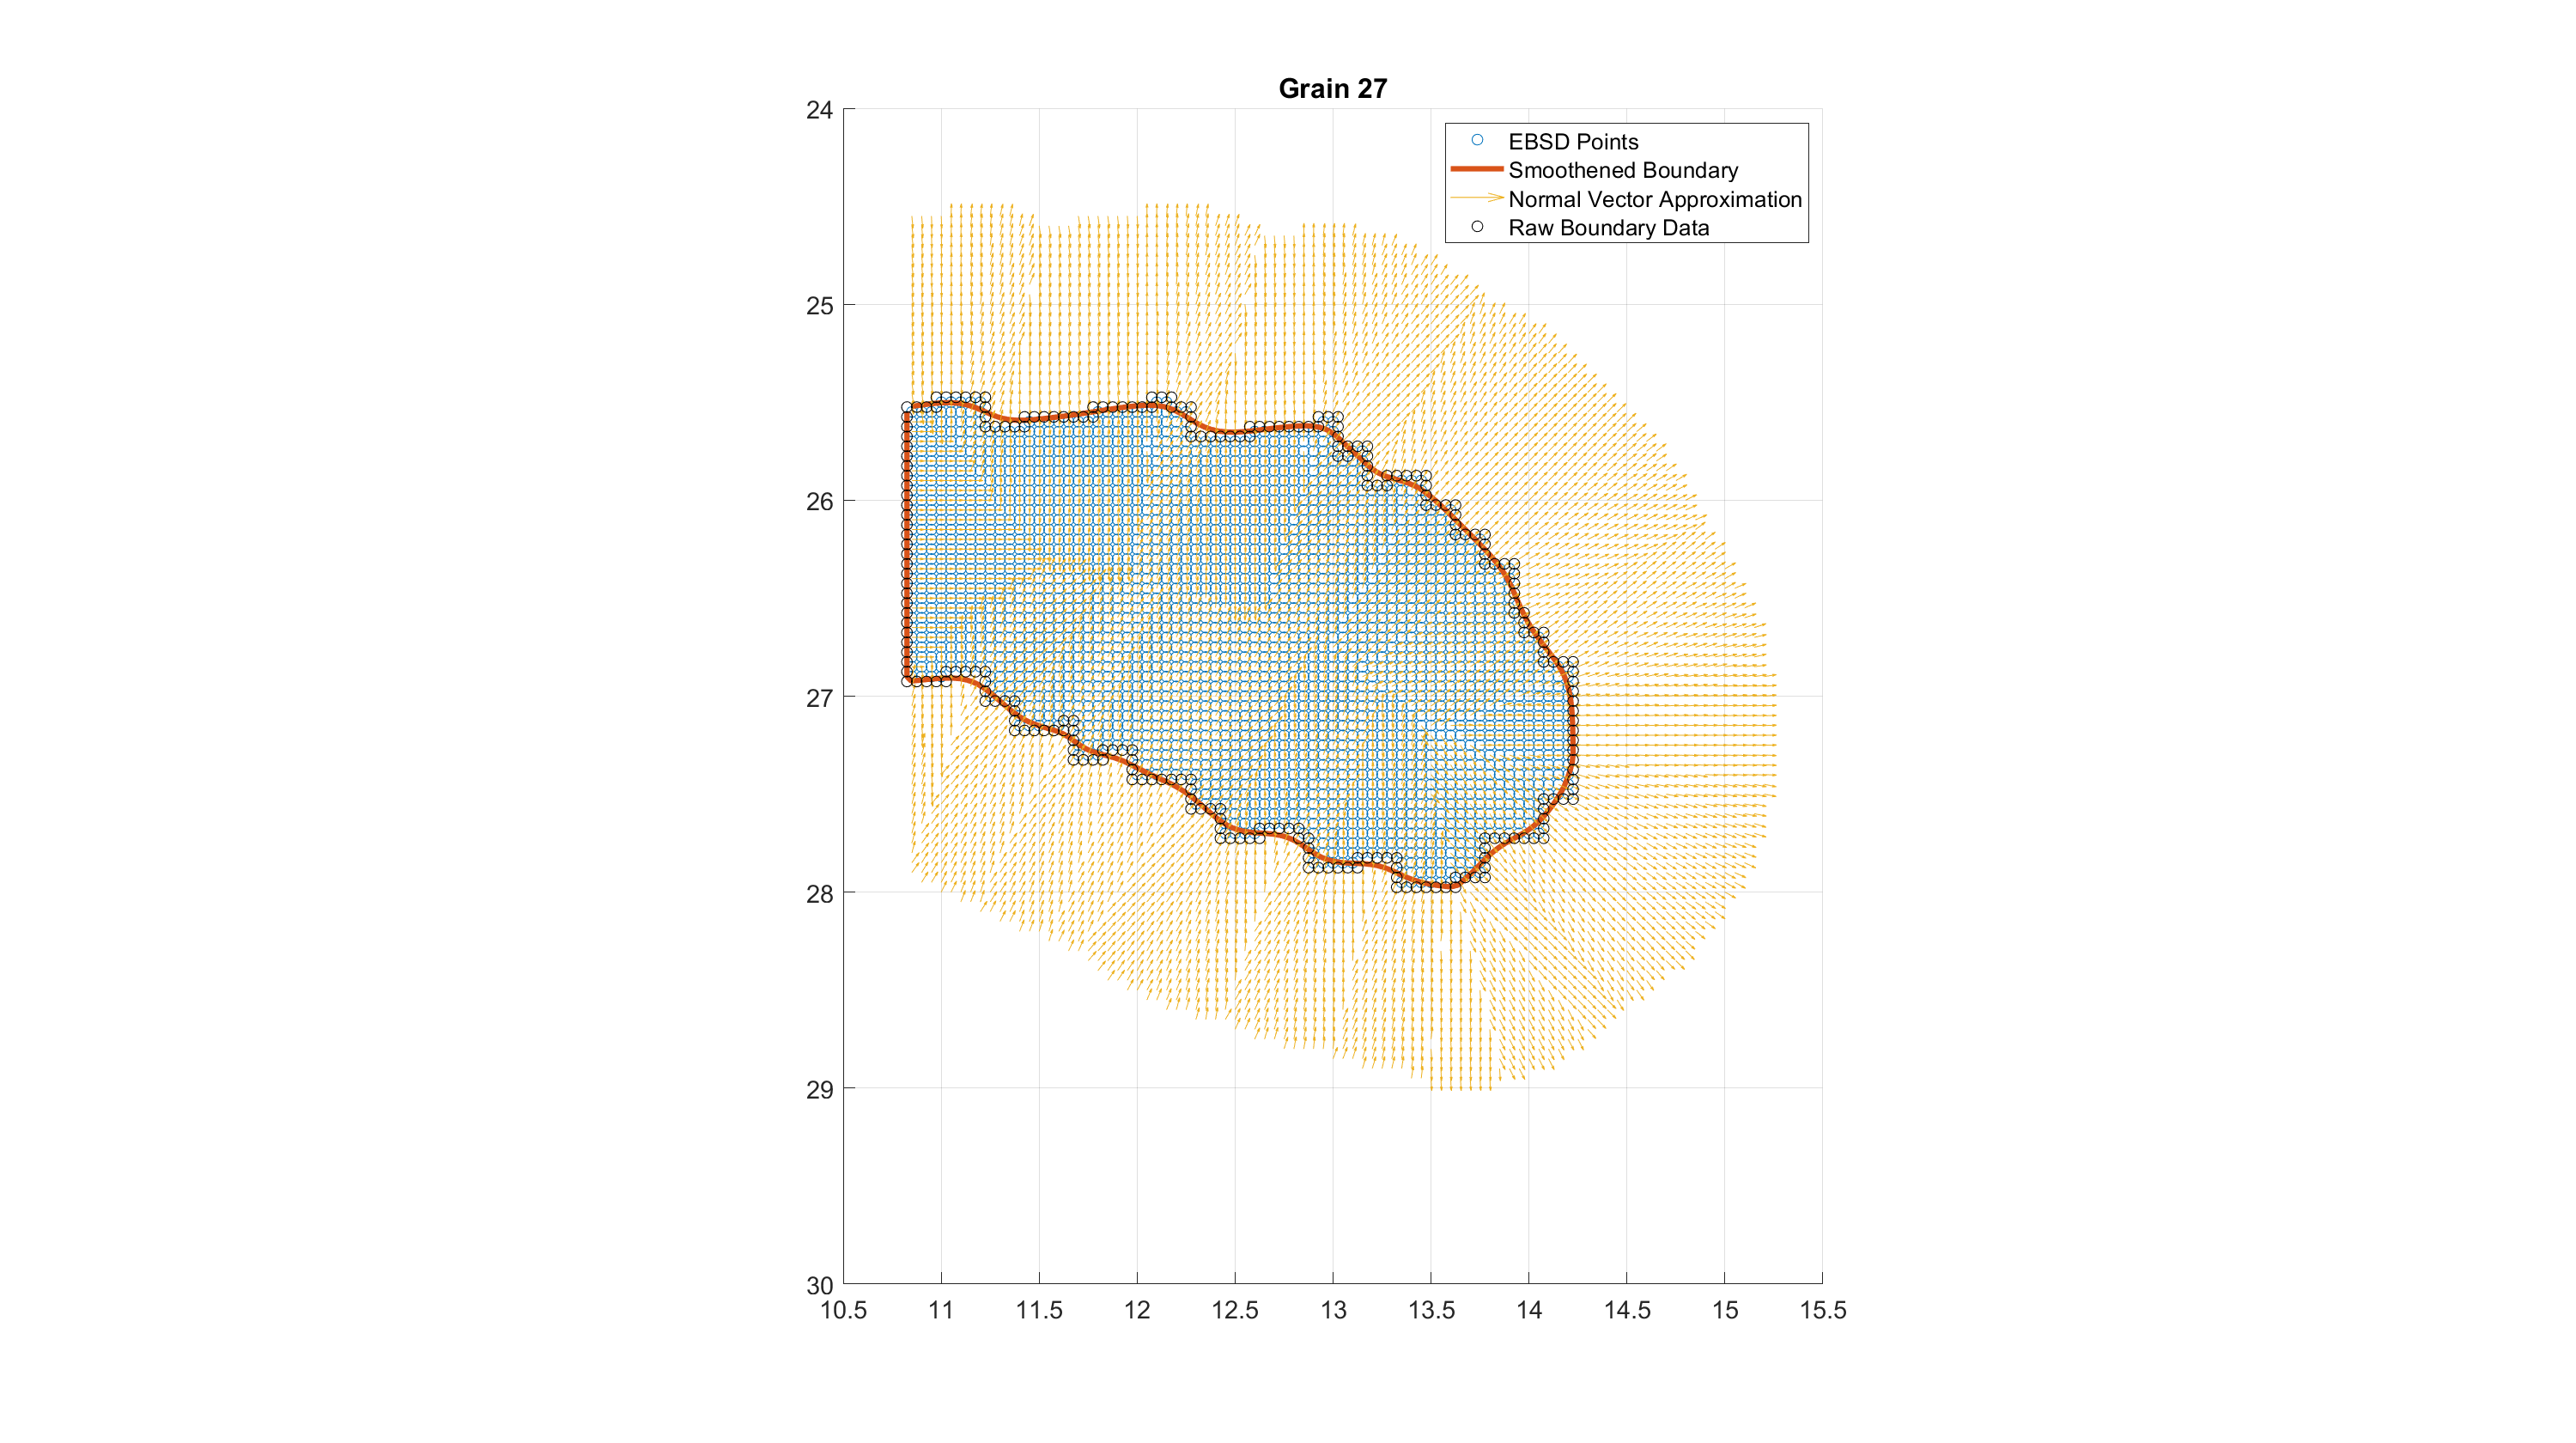 Grain 27
EBSD Points
Smoothened Boundary
Normal Vector Approximation
Raw Boundary Data
24
25
26
27
28
29
30
10.5 11 11.5 12 12.5 13 13.5 14 14.5 15 15.5